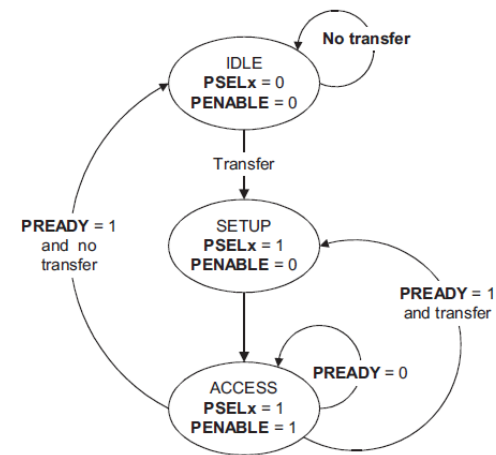 No transfer
IDLE
PSELx = 0
PENABLE = 0
Transfer
SETUP
PSELx = 1
PENABLE = 0
PREADY = 1
and no
transfer
PREADY = 1
and transfer
PREADY = 0
ACCESS
PSELx = 1
PENABLE = 1